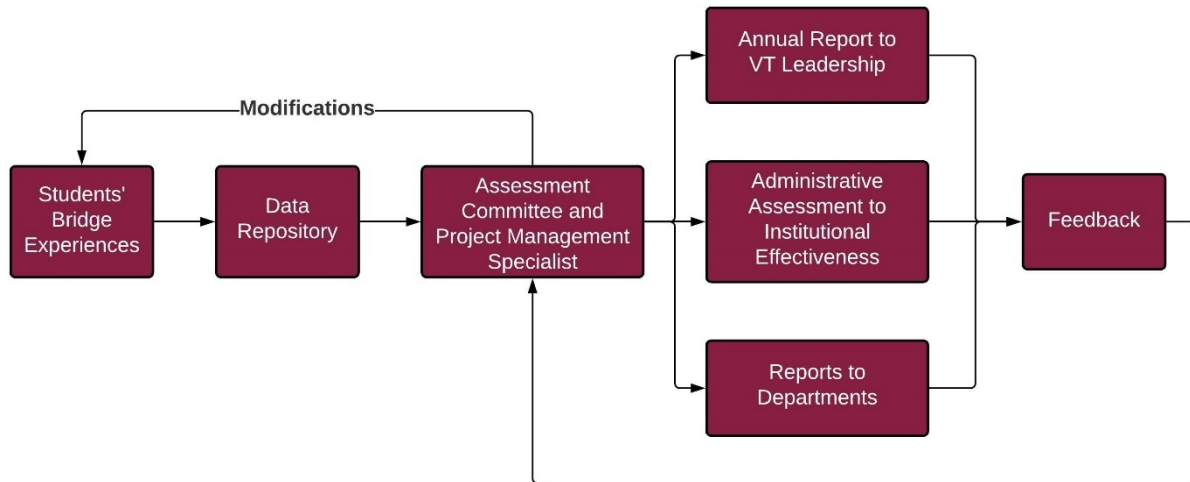 Annual Report to
VT Leadership
Modifications
Students'
Bridge
Experiences
Data
Repository
Assessment
Committee and
Project Management
Specialist
Administrative
Assessment to
Institutional
Effectiveness
Feedback
Reports to
Departments